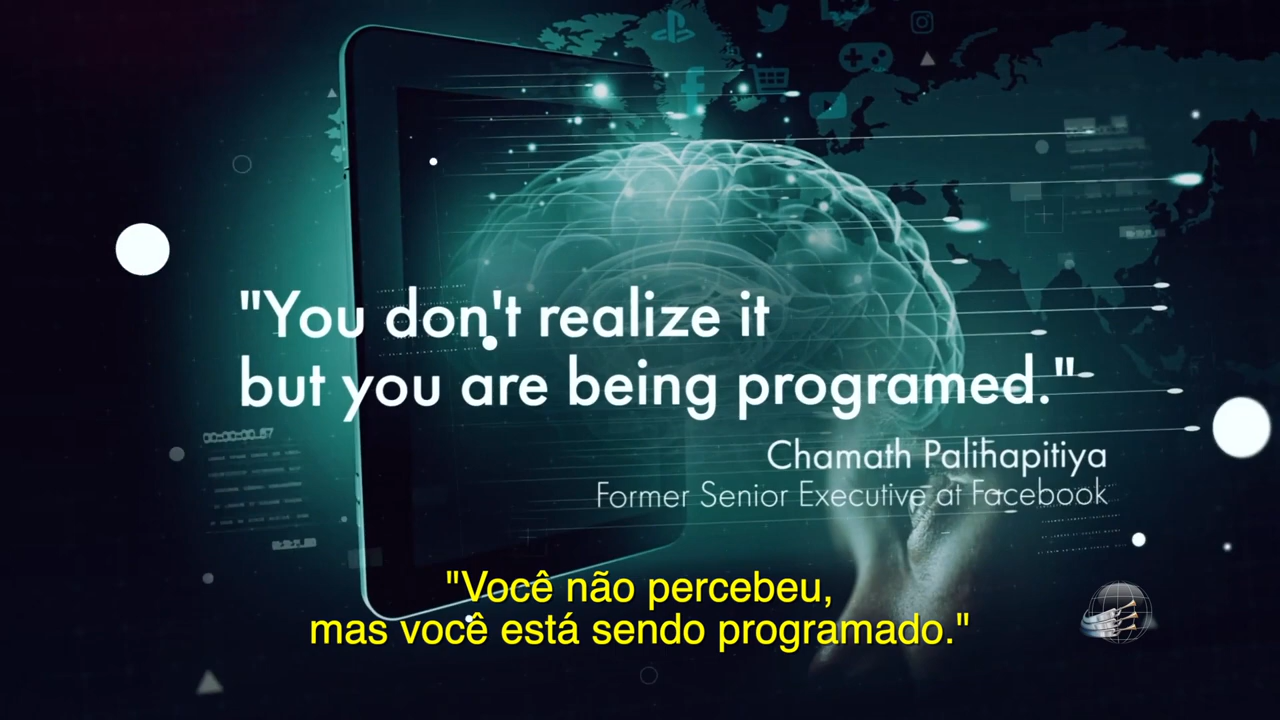 "You don't realize it
but you are being programed."
Chamath Palihapitiya
Former Senior Executive at Facebook
"Você não percebeu,
mas você está sendo programado."